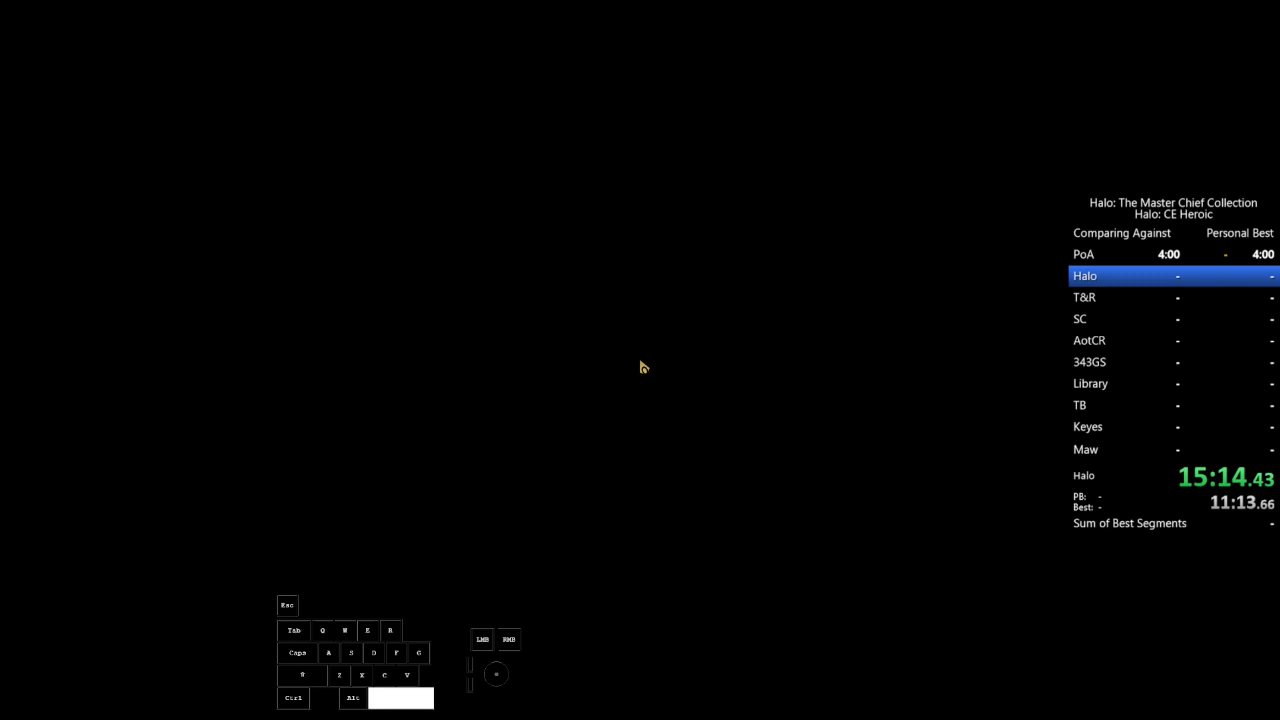 Halo: The Master Chief Collection
Halo: CE Heroic
Comparing Against Personal Best
PoA 4:00 - 4:00
Halo - -
T&R - -
SC - -
AotCR - -
343GS - -
Library - -
TB - -
Keyes - -
Maw - -
Halo 15:14.43
PB: -
Best: - 11:13.66
Sum of Best Segments -
Esc
Tab Q W E R
LMB RMB
Caps A S D F G
Z X C V
Ctrl Alt